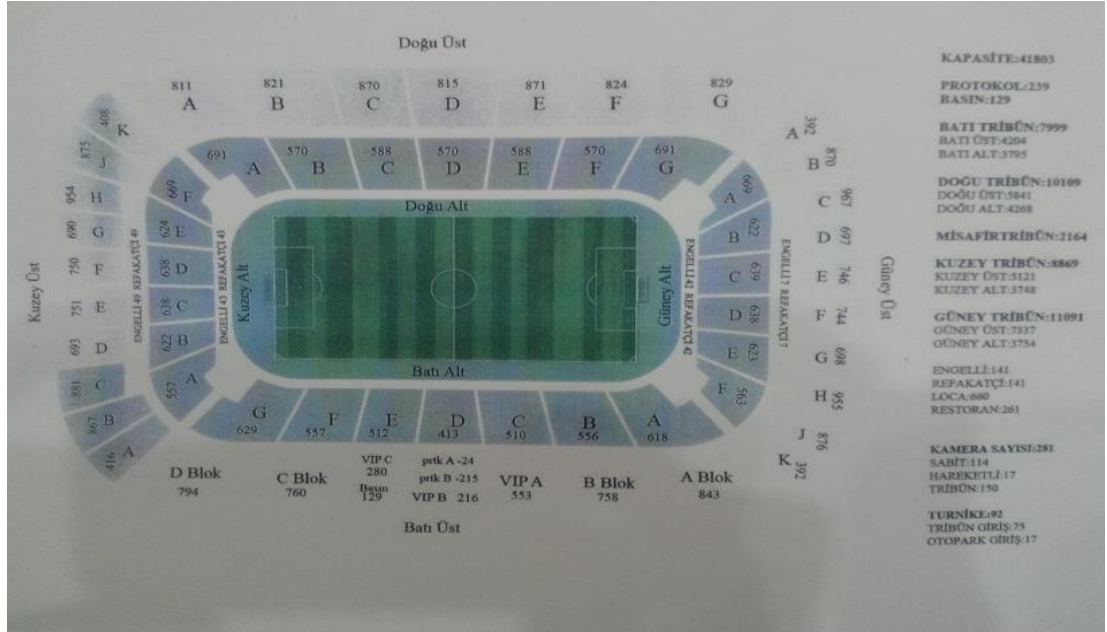 Doğu Üst
811 821 870 815 871 824 829
A B C D E F G
691 570 588 570 588 570 691
A B C D E F G
Doğu Alt
Kuzey Üst
408 K
875 J
954 H
690 G
750 F
751 E
693 D
881 C
867 B
416 A
669 F
624 E
638 D
638 C
622 B
557 A
ENGELLİ 49 REFAKATÇİ 49
ENGELLİ 43 REFAKATÇİ 43
Kuzey Alt
Güney Alt
ENGELLİ 42 REFAKATÇİ 42
A 669
B 622
C 639
D 638
E 623
F 563
ENGELLİ 7 REFAKATÇİ 7
A 392
B 870
C 967
D 697
E 746
F 744
G 698
H 955
J 876
K 392
Güney Üst
Batı Alt
G F E D C B A
629 557 512 413 510 556 618
D Blok
794
C Blok
760
VIP C
280
Basın
129
prtk A -24
prtk B -215
VIP B 216
VIP A
553
B Blok
758
A Blok
843
Batı Üst
KAPASİTE:41803
PROTOKOL:239
BASIN:129
BATI TRİBÜN:7999
BATI ÜST:4204
BATI ALT:3795
DOĞU TRİBÜN:10109
DOĞU ÜST:5841
DOĞU ALT:4268
MİSAFİRTRİBÜN:2164
KUZEY TRİBÜN:8869
KUZEY ÜST:5121
KUZEY ALT:3748
GÜNEY TRİBÜN:11091
GÜNEY ÜST:7337
GÜNEY ALT:3754
ENGELLİ:141
REFAKATÇİ:141
LOCA:660
RESTORAN:261
KAMERA SAYISI:281
SABİT:114
HAREKETLİ:17
TRİBÜN:150
TURNİKE:92
TRİBÜN GİRİŞ:75
OTOPARK GİRİŞ:17